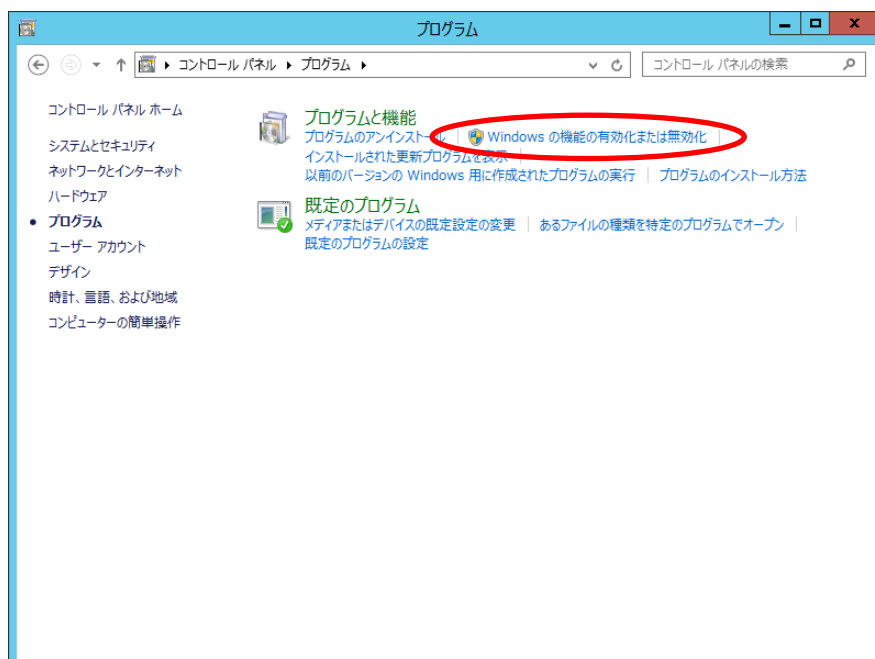 プログラム
コントロール パネル プログラム
コントロール パネルの検索
コントロール パネル ホーム
システムとセキュリティ
ネットワークとインターネット
ハードウェア
プログラム
ユーザー アカウント
デザイン
時計、言語、および地域
コンピューターの簡単操作
プログラムと機能
プログラムのアンインストール Windows の機能の有効化または無効化
インストールされた更新プログラムを表示
以前のバージョンの Windows 用に作成されたプログラムの実行 プログラムのインストール方法
既定のプログラム
メディアまたはデバイスの既定設定の変更 あるファイルの種類を特定のプログラムでオープン
既定のプログラムの設定